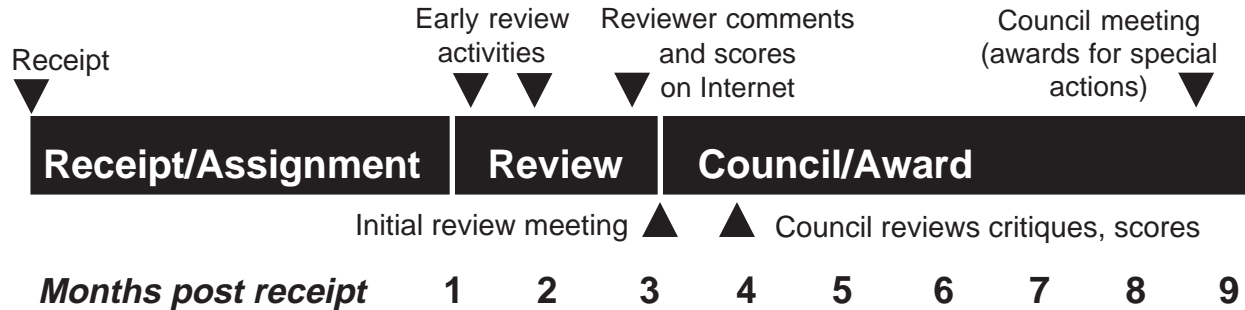 Receipt
Early review
activities
Reviewer comments
and scores
on Internet
Council meeting
(awards for special
actions)
Receipt/Assignment Review Council/Award
Initial review meeting Council reviews critiques, scores
Months post receipt 1 2 3 4 5 6 7 8 9